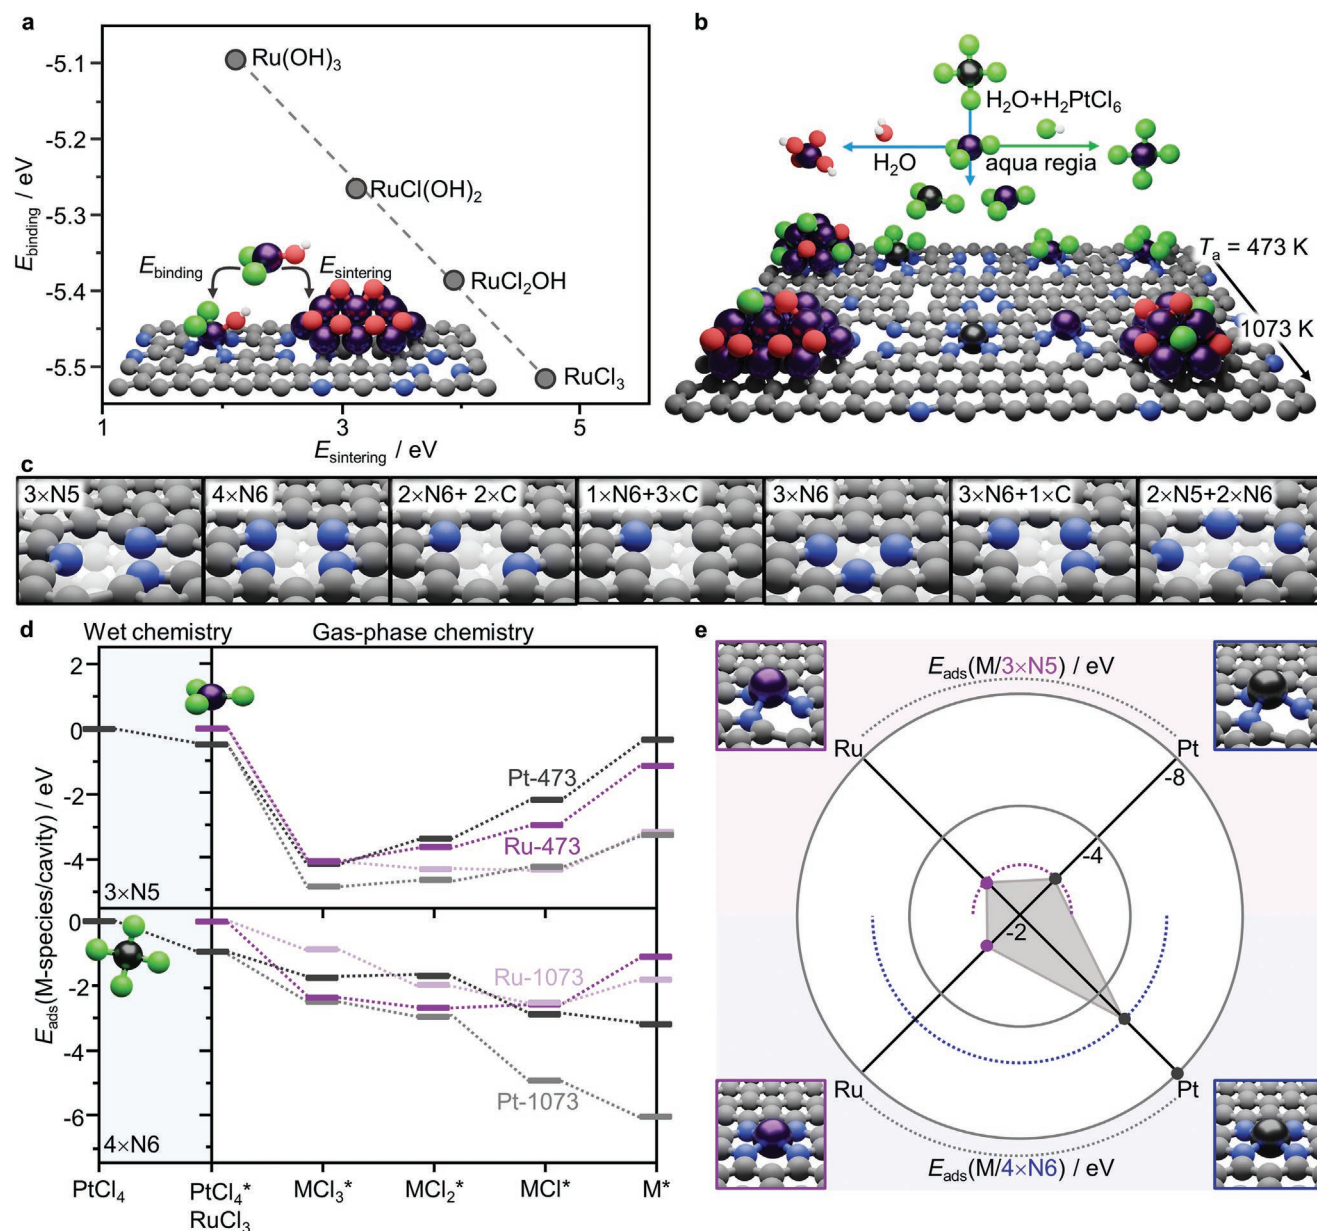 a
-5.1
-5.2
-5.3
-5.4
-5.5
E_binding / eV
Ru(OH)₃
RuCl(OH)₂
RuCl₂OH
RuCl₃
E_binding
E_sintering
1
3
5
E_sintering / eV
b
H₂O+H₂PtCl₆
H₂O
aqua regia
T_a = 473 K
1073 K
c
3×N5
4×N6
2×N6+ 2×C
1×N6+3×C
3×N6
3×N6+1×C
2×N5+2×N6
d
Wet chemistry
Gas-phase chemistry
2
0
-2
-4
3×N5
Pt-473
Ru-473
0
-2
-4
-6
4×N6
Ru-1073
Pt-1073
E_ads(M-species/cavity) / eV
PtCl₄
PtCl₄*
RuCl₃
MCl₃*
MCl₂*
MCl*
M*
e
E_ads(M/3×N5) / eV
Ru
Pt
-8
-4
-2
Ru
Pt
E_ads(M/4×N6) / eV